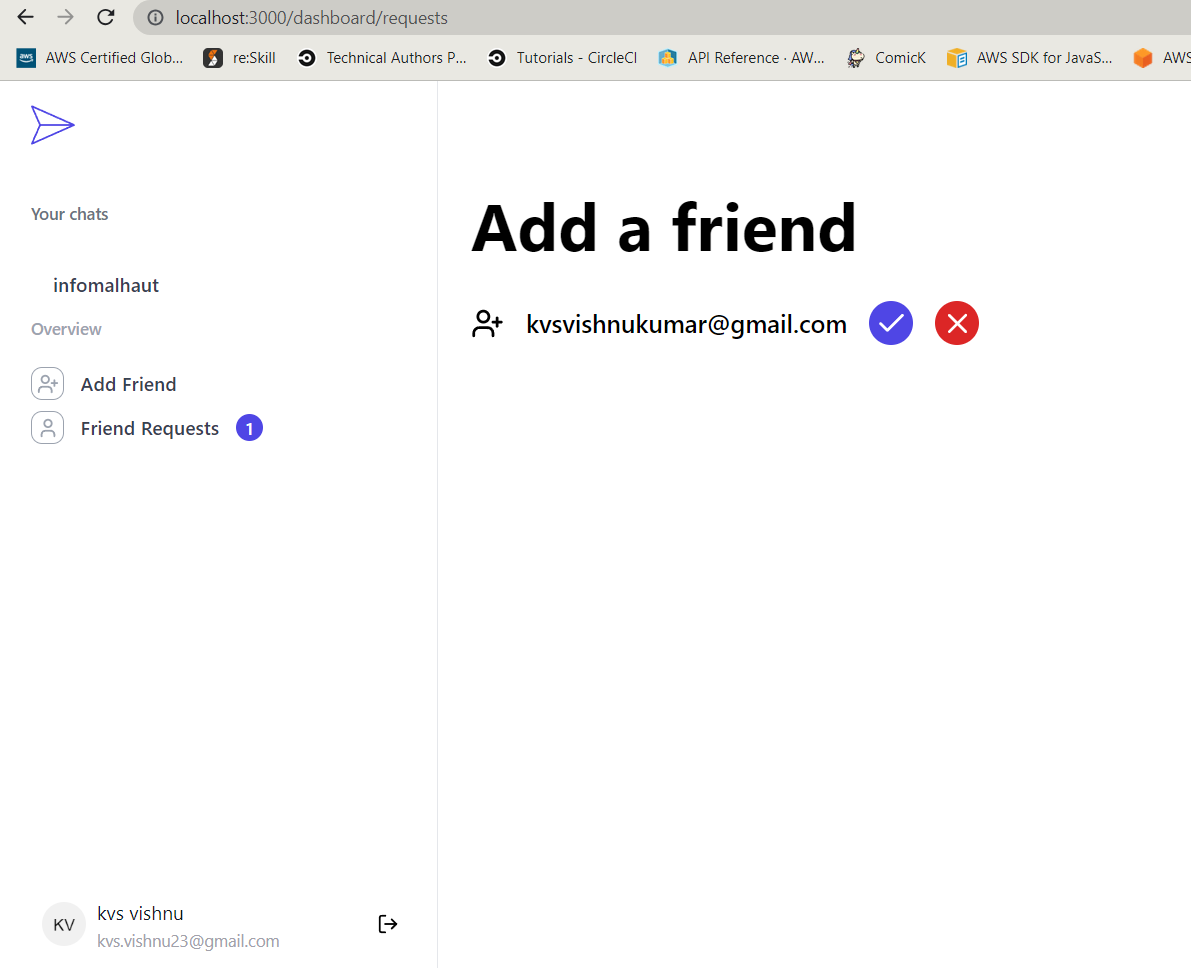 localhost:3000/dashboard/requests
AWS Certified Glob... re:Skill Technical Authors P... Tutorials - CircleCI API Reference · AW... ComicK AWS SDK for JavaS... AWS
Your chats
infomalhaut
Overview
Add Friend
Friend Requests 1
Add a friend
kvsvishnukumar@gmail.com
KV
kvs vishnu
kvs.vishnu23@gmail.com